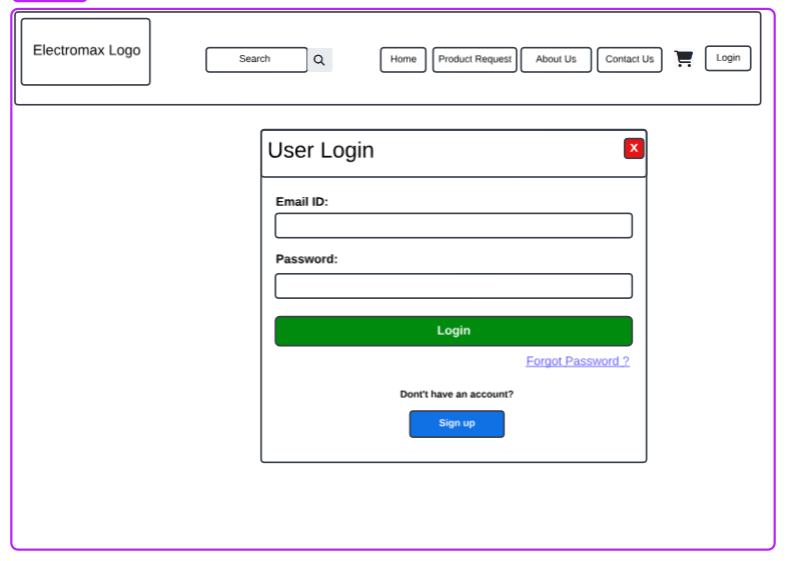 Electromax Logo
Search
Home
Product Request
About Us
Contact Us
Login
User Login
X
Email ID:
Password:
Login
Forgot Password ?
Dont't have an account?
Sign up